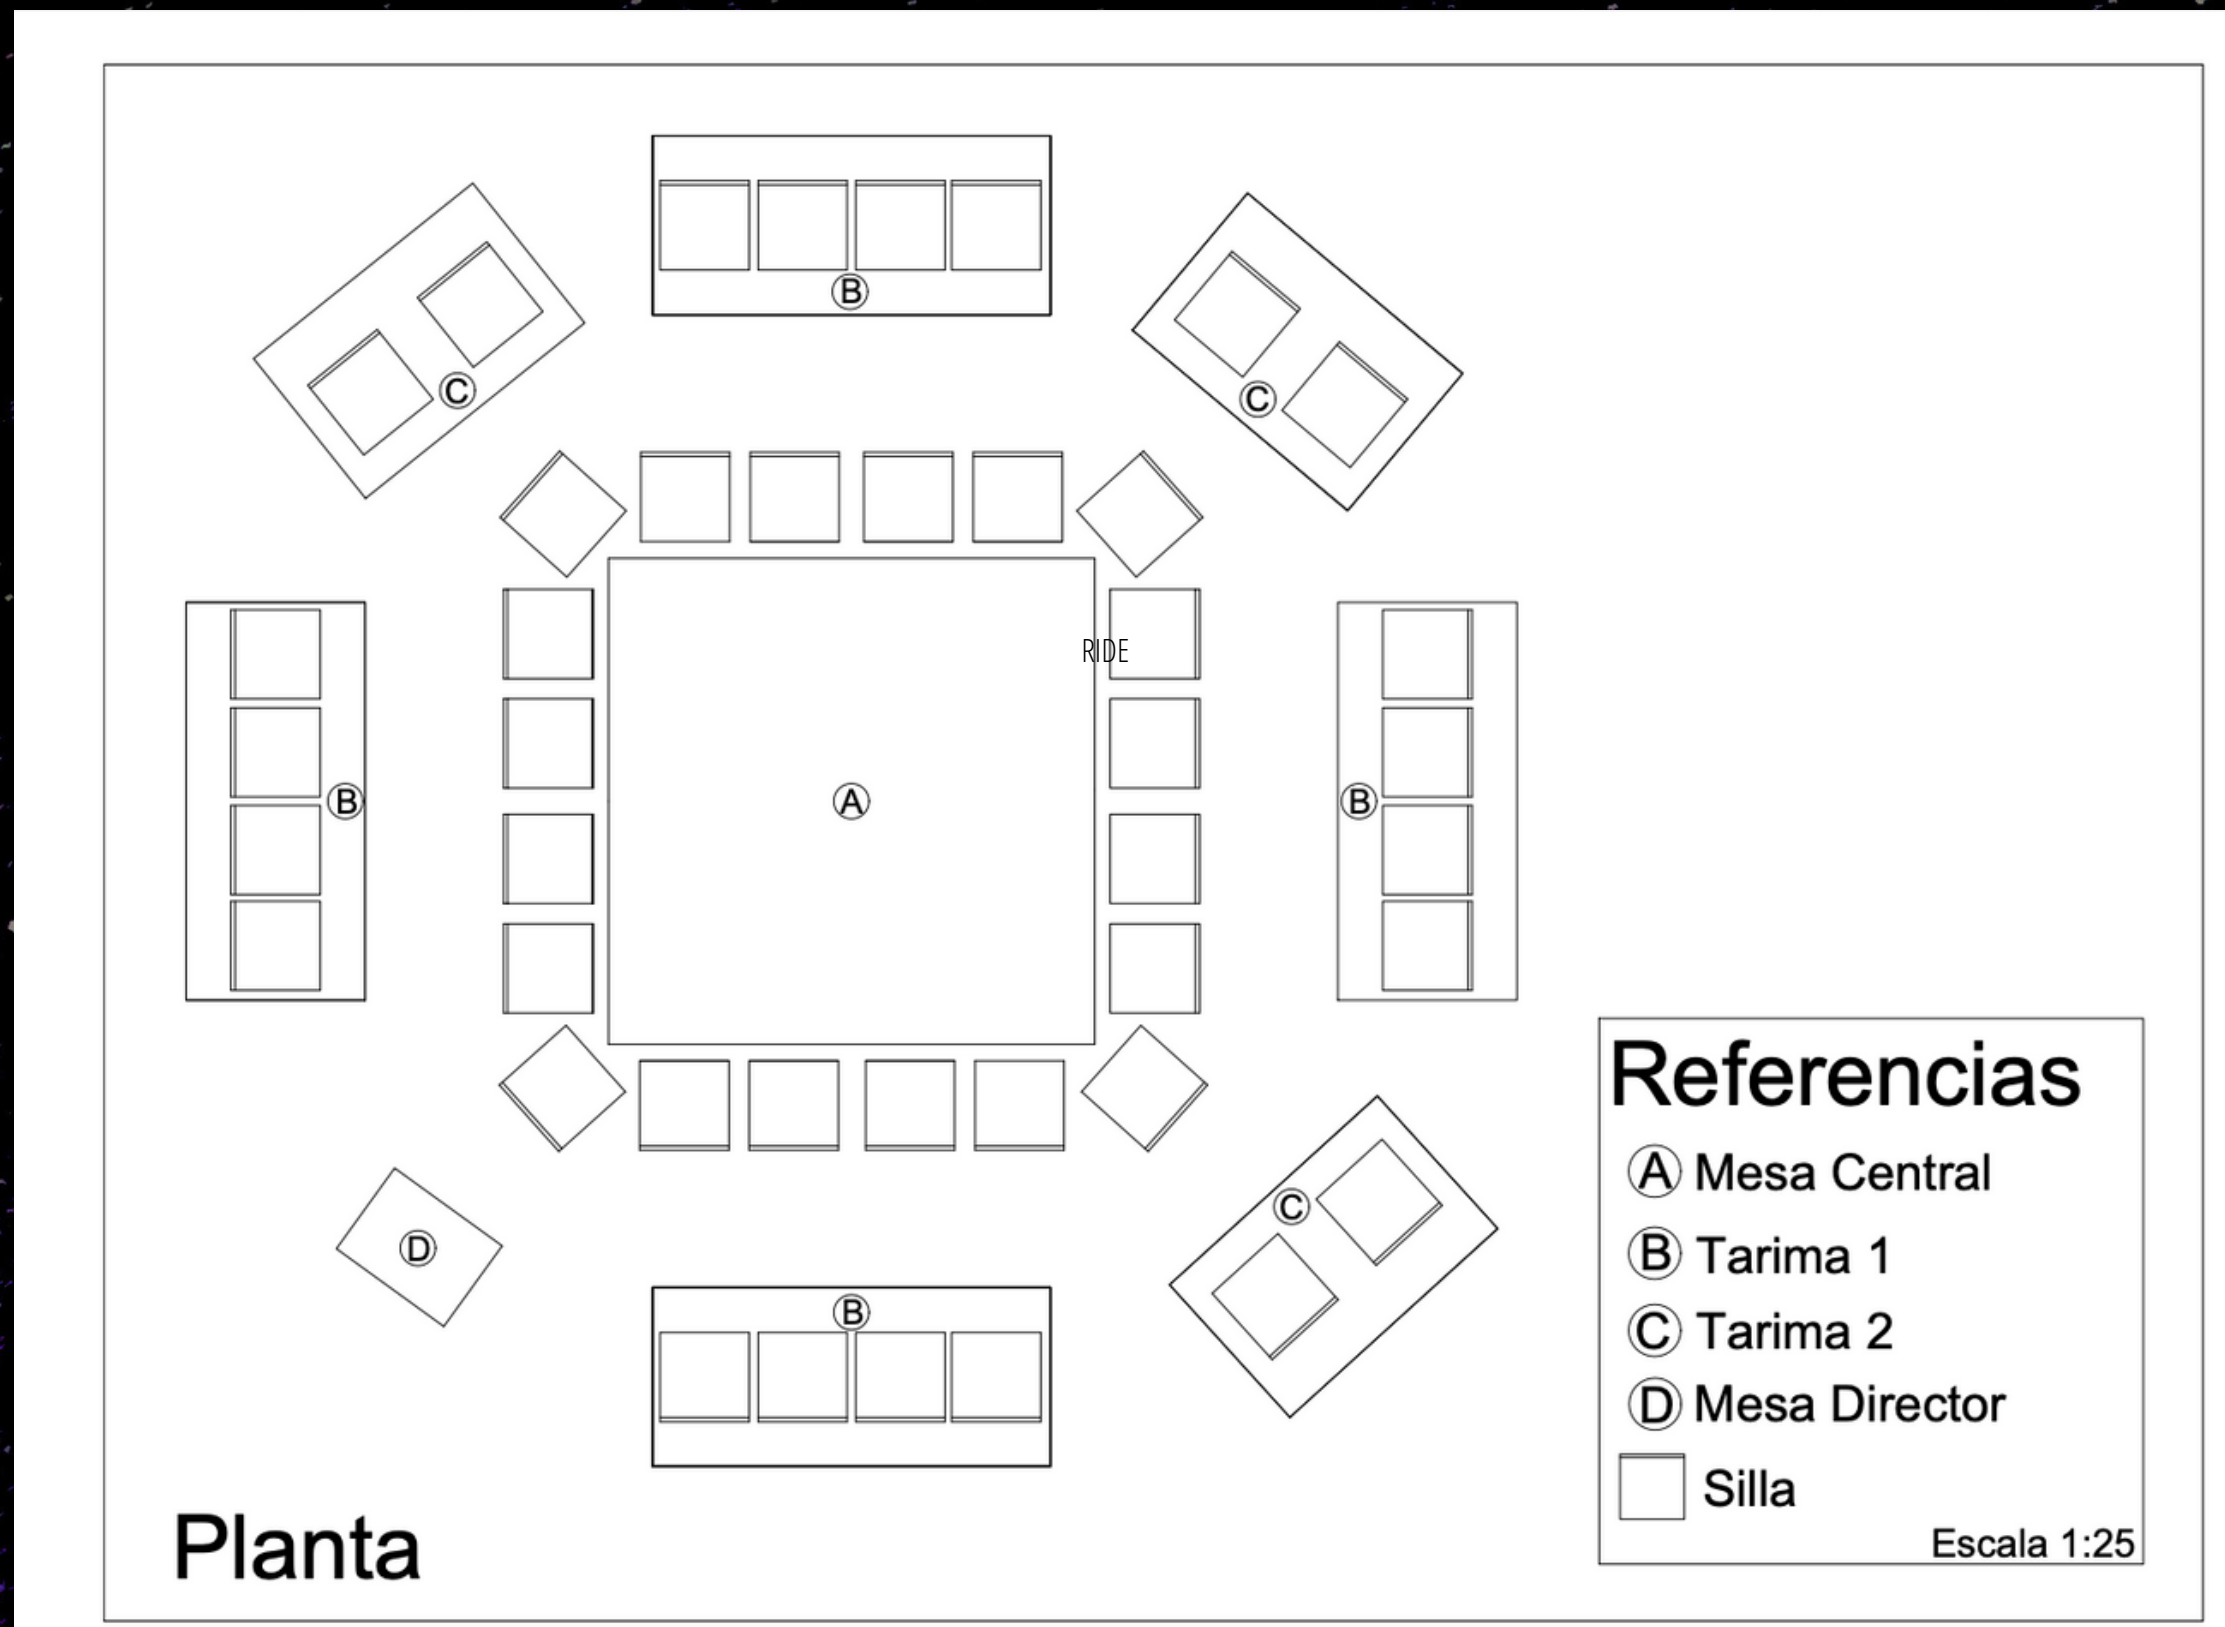 B
C
C
RIDE
B
A
B
C
D
B
Referencias
A Mesa Central
B Tarima 1
C Tarima 2
D Mesa Director
Silla
Escala 1:25
Planta